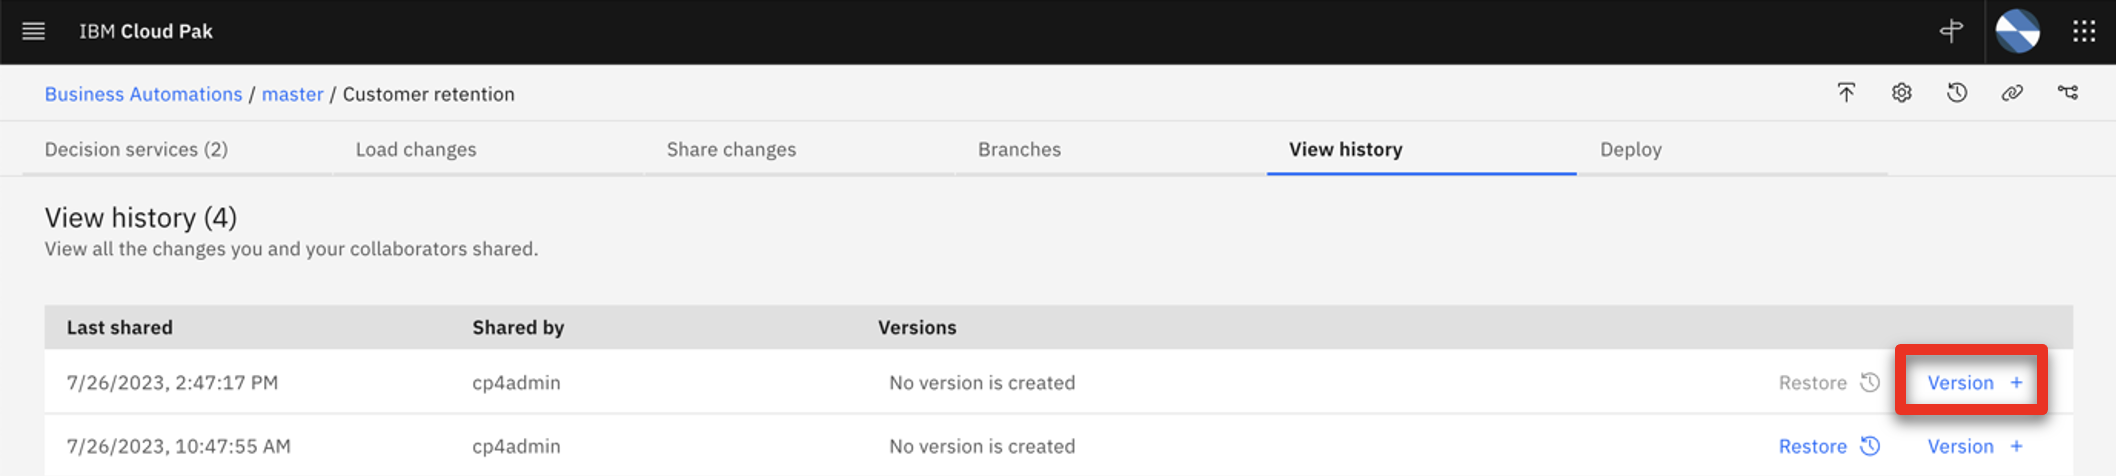 IBM Cloud Pak
Business Automations / master / Customer retention
Decision services (2) Load changes Share changes Branches View history Deploy
View history (4)
View all the changes you and your collaborators shared.
Last shared Shared by Versions
7/26/2023, 2:47:17 PM cp4admin No version is created Restore Version +
7/26/2023, 10:47:55 AM cp4admin No version is created Restore Version +